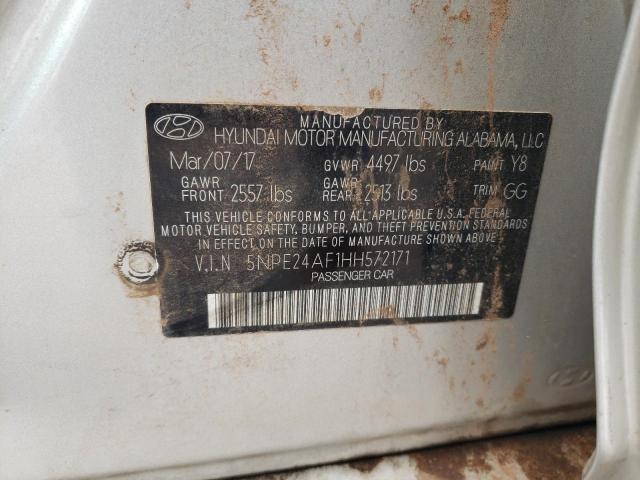 MANUFACTURED BY
HYUNDAI MOTOR MANUFACTURING ALABAMA, LLC
Mar/07/17 GVWR 4497 lbs PAINT Y8
GAWR FRONT 2557 lbs GAWR REAR 2513 lbs TRIM GG
THIS VEHICLE CONFORMS TO ALL APPLICABLE U.S.A. FEDERAL
MOTOR VEHICLE SAFETY, BUMPER, AND THEFT PREVENTION STANDARDS
IN EFFECT ON THE DATE OF MANUFACTURE SHOWN ABOVE.
V.I.N 5NPE24AF1HH572171
PASSENGER CAR